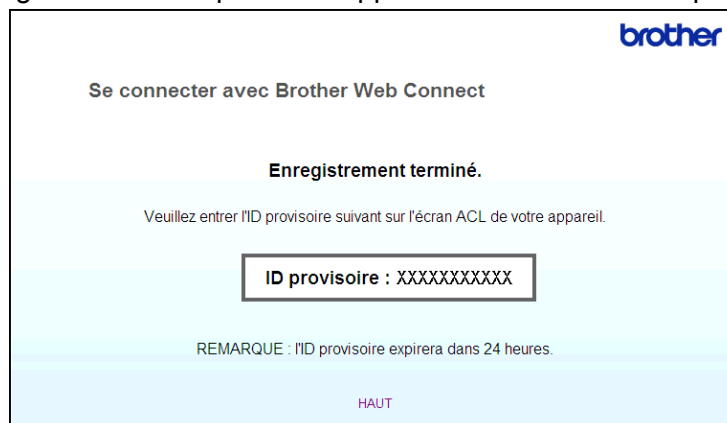 brother
Se connecter avec Brother Web Connect
Enregistrement terminé.
Veuillez entrer l'ID provisoire suivant sur l'écran ACL de votre appareil.
ID provisoire : XXXXXXXXXXX
REMARQUE : l'ID provisoire expirera dans 24 heures.
HAUT